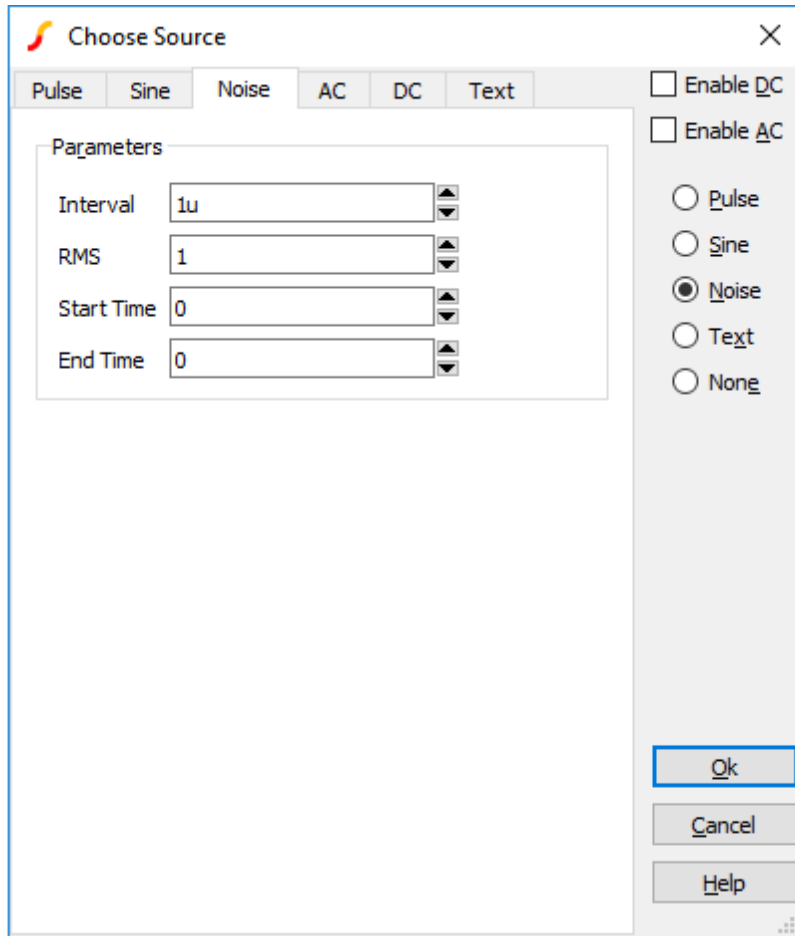 Choose Source
Pulse Sine Noise AC DC Text
Enable DC
Enable AC
Parameters
Interval 1u
RMS 1
Start Time 0
End Time 0
Pulse
Sine
Noise
Text
None
Ok
Cancel
Help